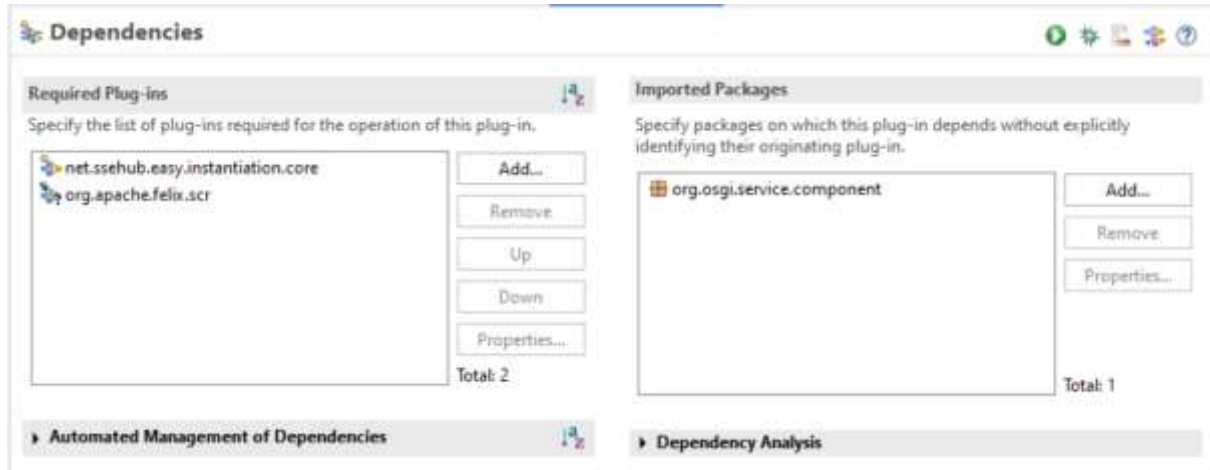 Dependencies
Required Plug-ins
Specify the list of plug-ins required for the operation of this plug-in.
net.ssehub.easy.instantiation.core
org.apache.felix.scr
Add...
Remove
Up
Down
Properties...
Total: 2
Automated Management of Dependencies
Imported Packages
Specify packages on which this plug-in depends without explicitly
identifying their originating plug-in.
org.osgi.service.component
Add...
Remove
Properties...
Total: 1
Dependency Analysis